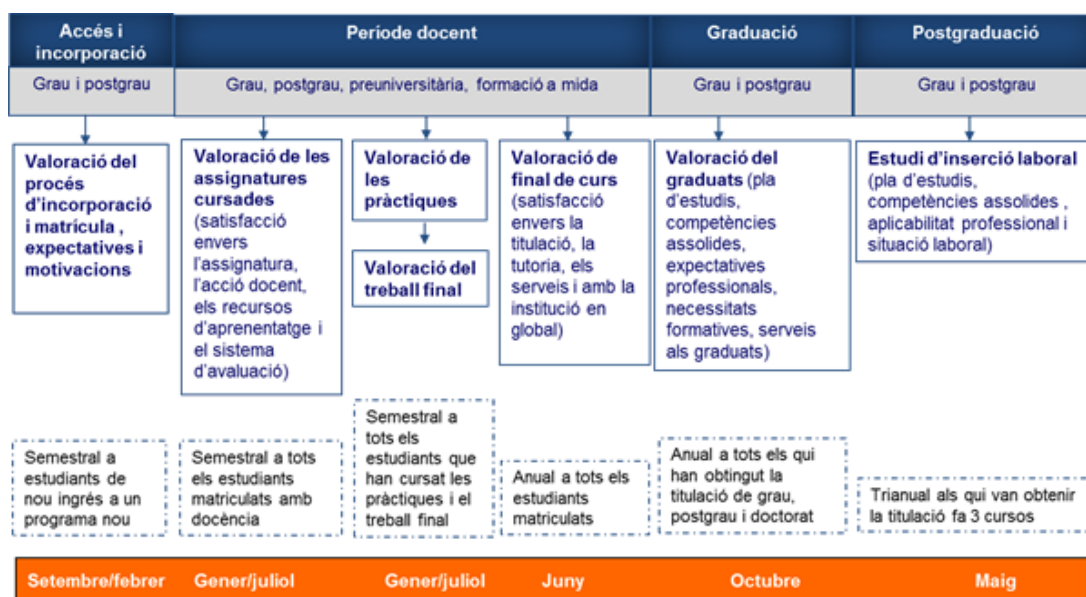 Accés i
incorporació
Període docent
Graduació
Postgraduació
Grau i postgrau
Grau, postgrau, preuniversitària, formació a mida
Grau i postgrau
Grau i postgrau
Valoració del
procés
d'incorporació
i matrícula ,
expectatives i
motivacions
Valoració de les
assignatures
cursades
(satisfacció
envers
l'assignatura,
l'acció docent,
els recursos
d'aprenentatge i
el sistema
d'avaluació)
Valoració de
les
pràctiques
Valoració del
treball final
Valoració de
final de curs
(satisfacció
envers la
titulació, la
tutoria, els
serveis i amb la
institució en
global)
Valoració del
graduats (pla
d'estudis,
competències
assolides,
expectatives
professionals,
necessitats
formatives, serveis
als graduats)
Estudi d'inserció laboral
(pla d'estudis,
competències assolides ,
aplicabilitat professional i
situació laboral)
Semestral a
estudiants de
nou ingrés a un
programa nou
Semestral a tots
els estudiants
matriculats amb
docència
Semestral a
tots els
estudiants que
han cursat les
pràctiques i el
treball final
Anual a tots els
estudiants
matriculats
Anual a tots els qui
han obtingut la
titulació de grau,
postgrau i doctorat
Trianual als qui van obtenir
la titulació fa 3 cursos
Setembre/febrer
Gener/juliol
Gener/juliol
Juny
Octubre
Maig